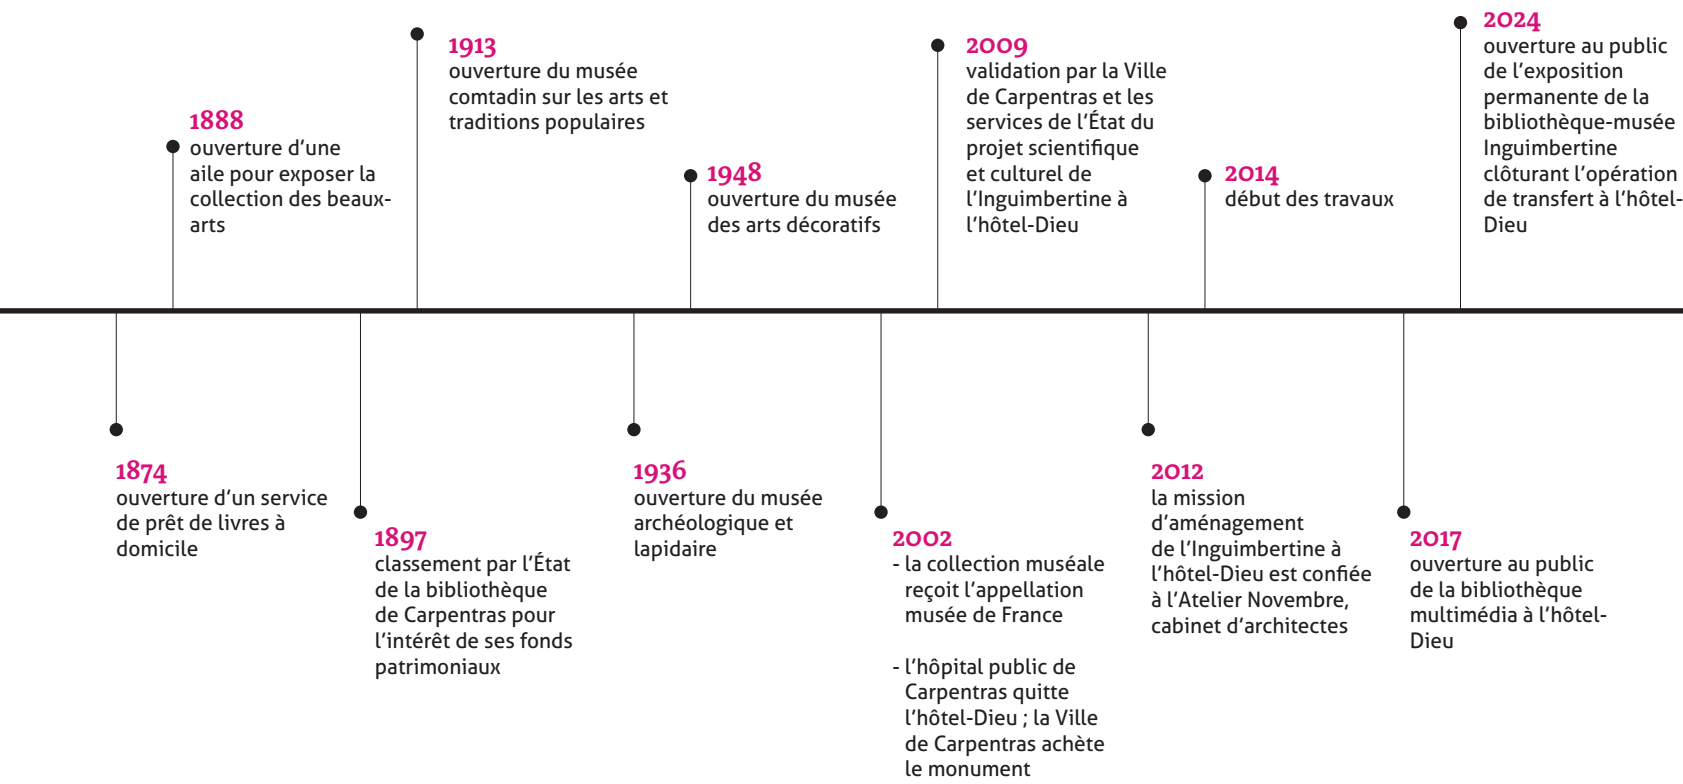 1874
ouverture d’un service
de prêt de livres à
domicile
1888
ouverture d’une
aile pour exposer la
collection des beaux-
arts
1897
classement par l’État
de la bibliothèque
de Carpentras pour
l’intérêt de ses fonds
patrimoniaux
1913
ouverture du musée
comtadin sur les arts et
traditions populaires
1936
ouverture du musée
archéologique et
lapidaire
1948
ouverture du musée
des arts décoratifs
2002
- la collection muséale
reçoit l’appellation
musée de France
- l’hôpital public de
Carpentras quitte
l’hôtel-Dieu ; la Ville
de Carpentras achète
le monument
2009
validation par la Ville
de Carpentras et les
services de l’État du
projet scientifique
et culturel de
l’Inguimbertine à
l’hôtel-Dieu
2012
la mission
d’aménagement
de l’Inguimbertine à
l’hôtel-Dieu est confiée
à l’Atelier Novembre,
cabinet d’architectes
2014
début des travaux
2017
ouverture au public
de la bibliothèque
multimédia à l’hôtel-
Dieu
2024
ouverture au public
de l’exposition
permanente de la
bibliothèque-musée
Inguimbertine
clôturant l’opération
de transfert à l’hôtel-
Dieu